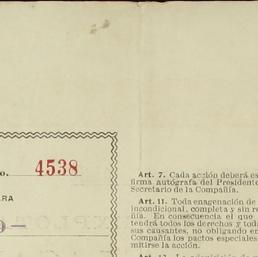 o. 4538
RA
O –
Art. 7. Cada acción deberá es
firma autógrafa del Presidente
Secretario de la Compañía.
Art. 11. Toda enagenación de
incondicional, completa y sin re
ñía. En consecuencia el que
tendrá todos los derechos y toda
sus causantes, no obligando en
Compañía los pactos especiales
mitirse la acción.